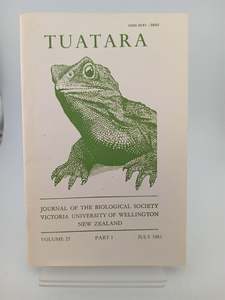 TUATARA
JOURNAL OF THE BIOLOGICAL SOCIETY
VICTORIA UNIVERSITY OF WELLINGTON
NEW ZEALAND
VOLUME 25
PART 1
JULY 1981